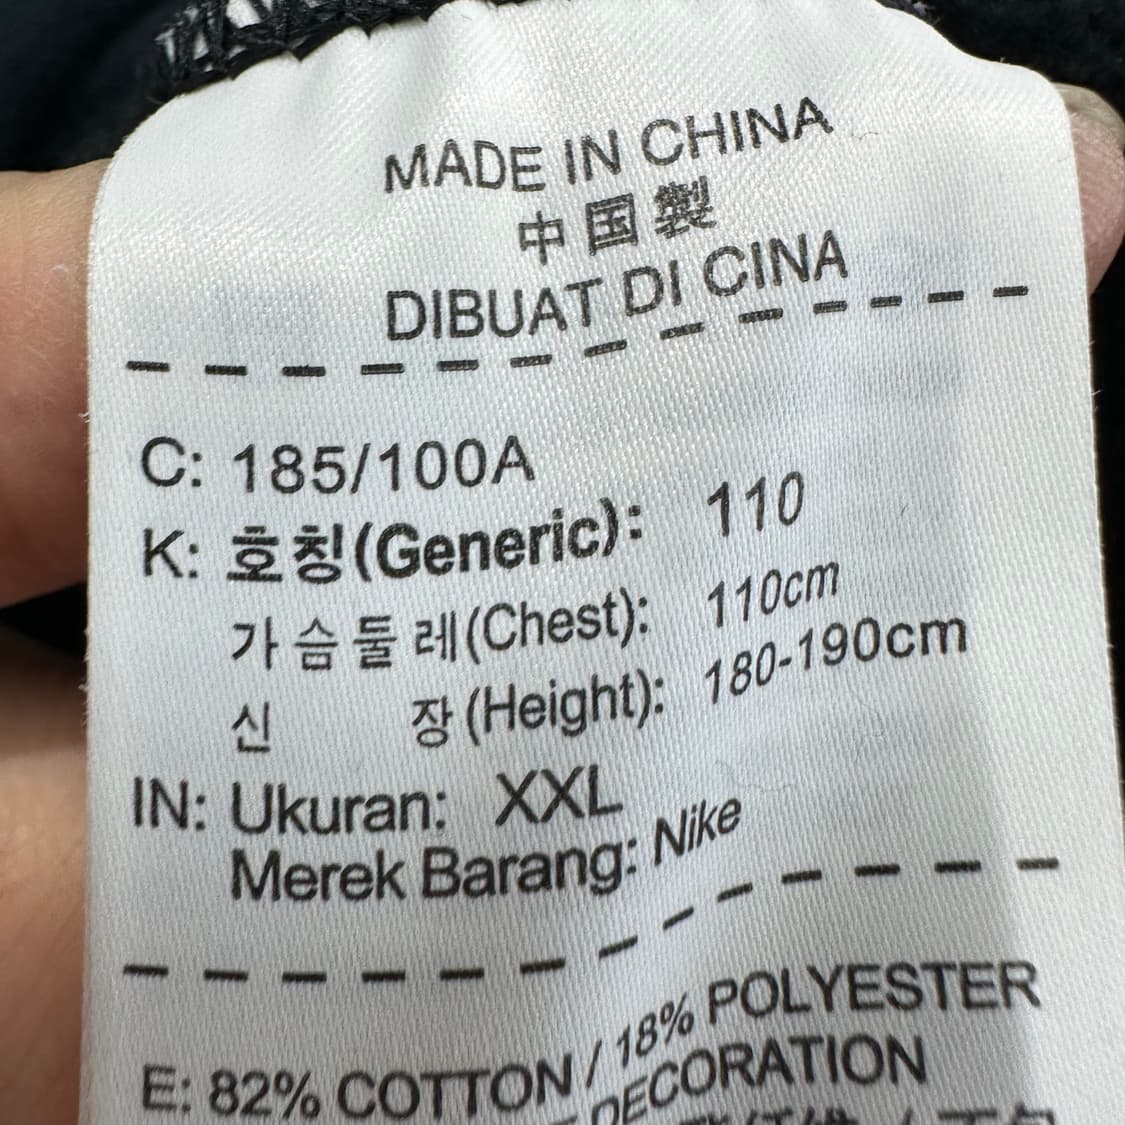 MADE IN CHINA
中国製
DIBUAT DI CINA
C: 185/100A
K: 호칭(Generic): 110
가슴둘레(Chest): 110cm
신 장(Height): 180-190cm
IN: Ukuran: XXL
Merek Barang: Nike
E: 82% COTTON / 18% POLYESTER
DECORATION